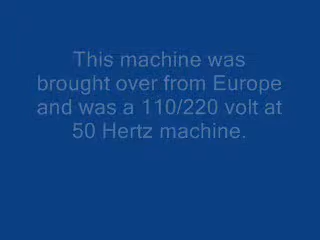 This machine was
brought over from Europe
and was a 110/220 volt at
50 Hertz machine.